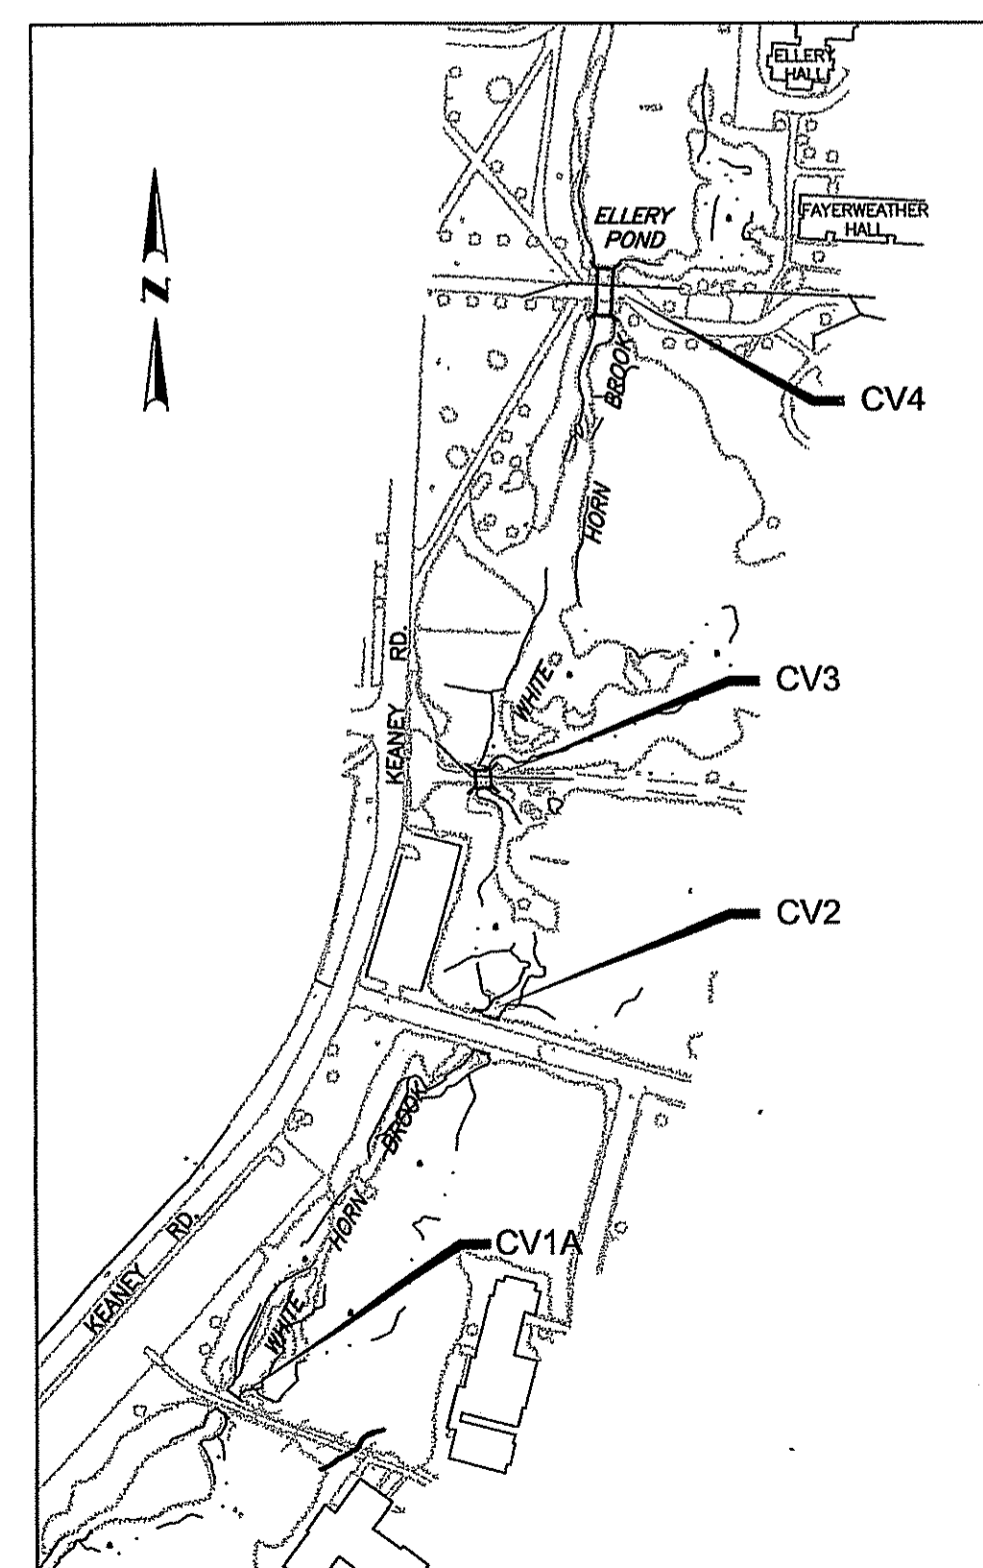 ELLERY
HALL
FAYERWEATHER
HALL
ELLERY
POND
N
BROOK
CV4
HORN
KEANEY RD.
WHITE
CV3
CV2
BROOK
HORN
KEANEY RD.
CV1A
WHITE